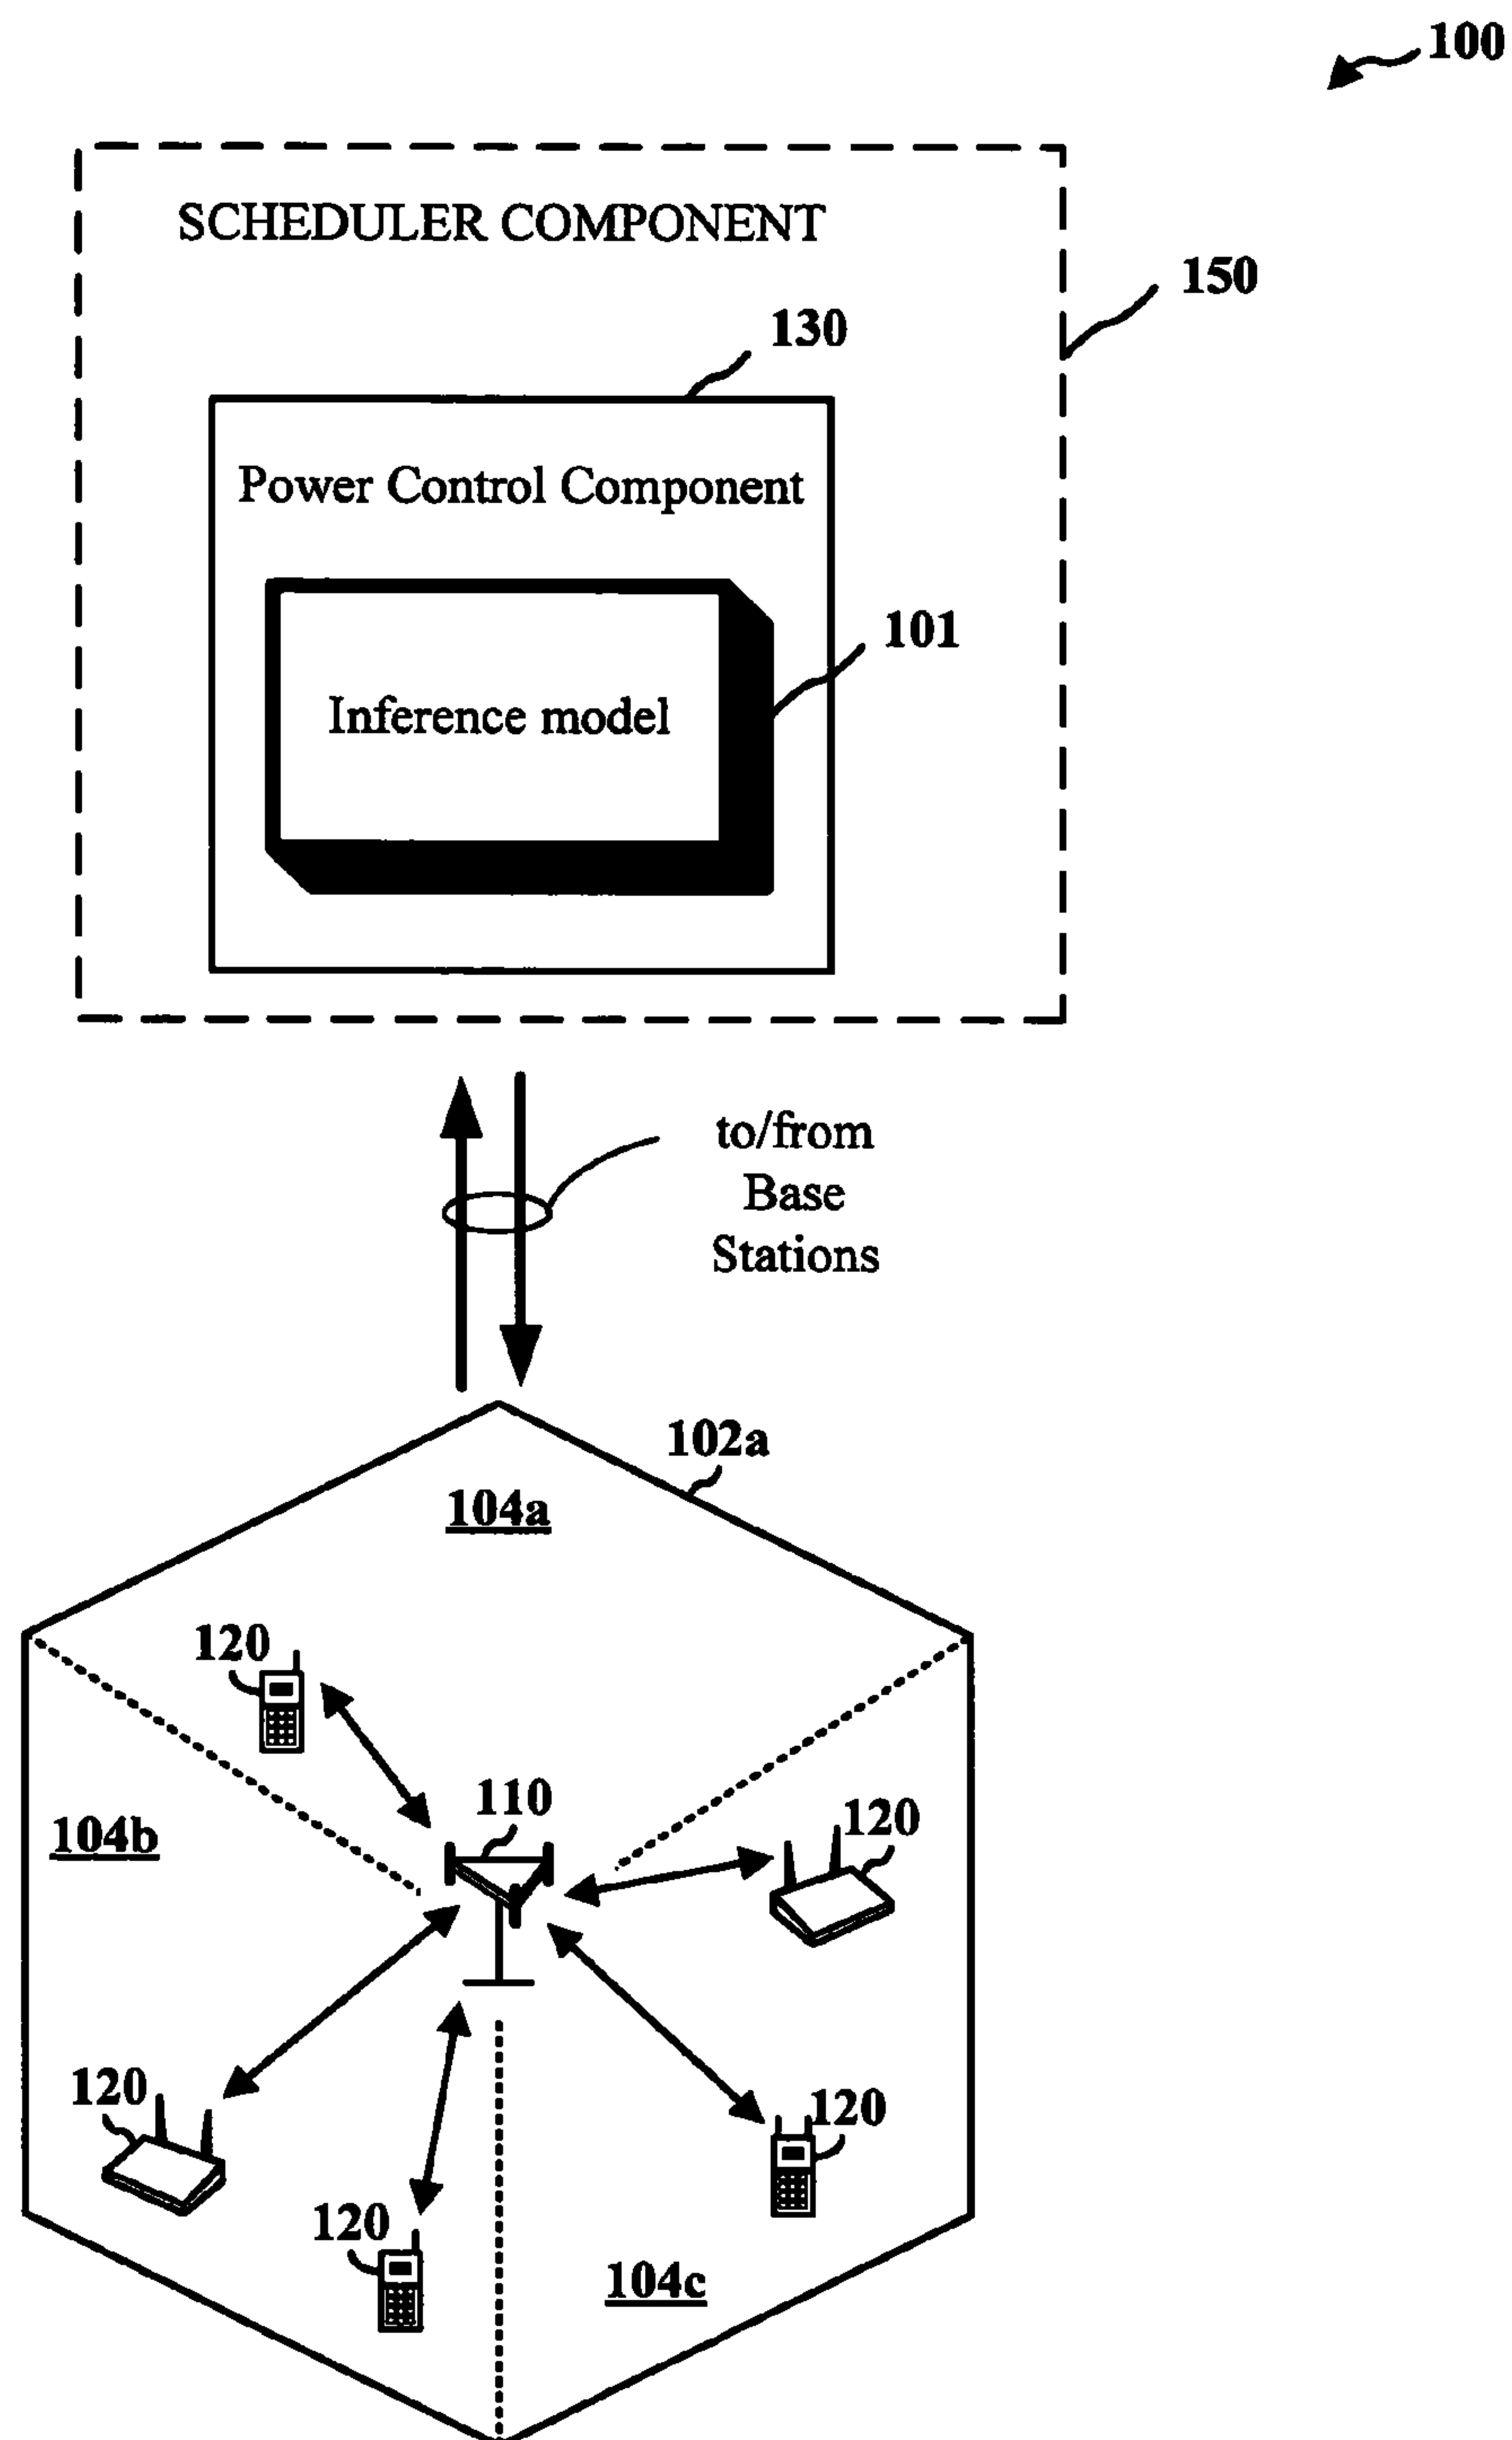 100
SCHEDULER COMPONENT
150
130
Power Control Component
101
Inference model
to/from
Base
Stations
102a
104a
120
110
120
104b
120
120
120
104c